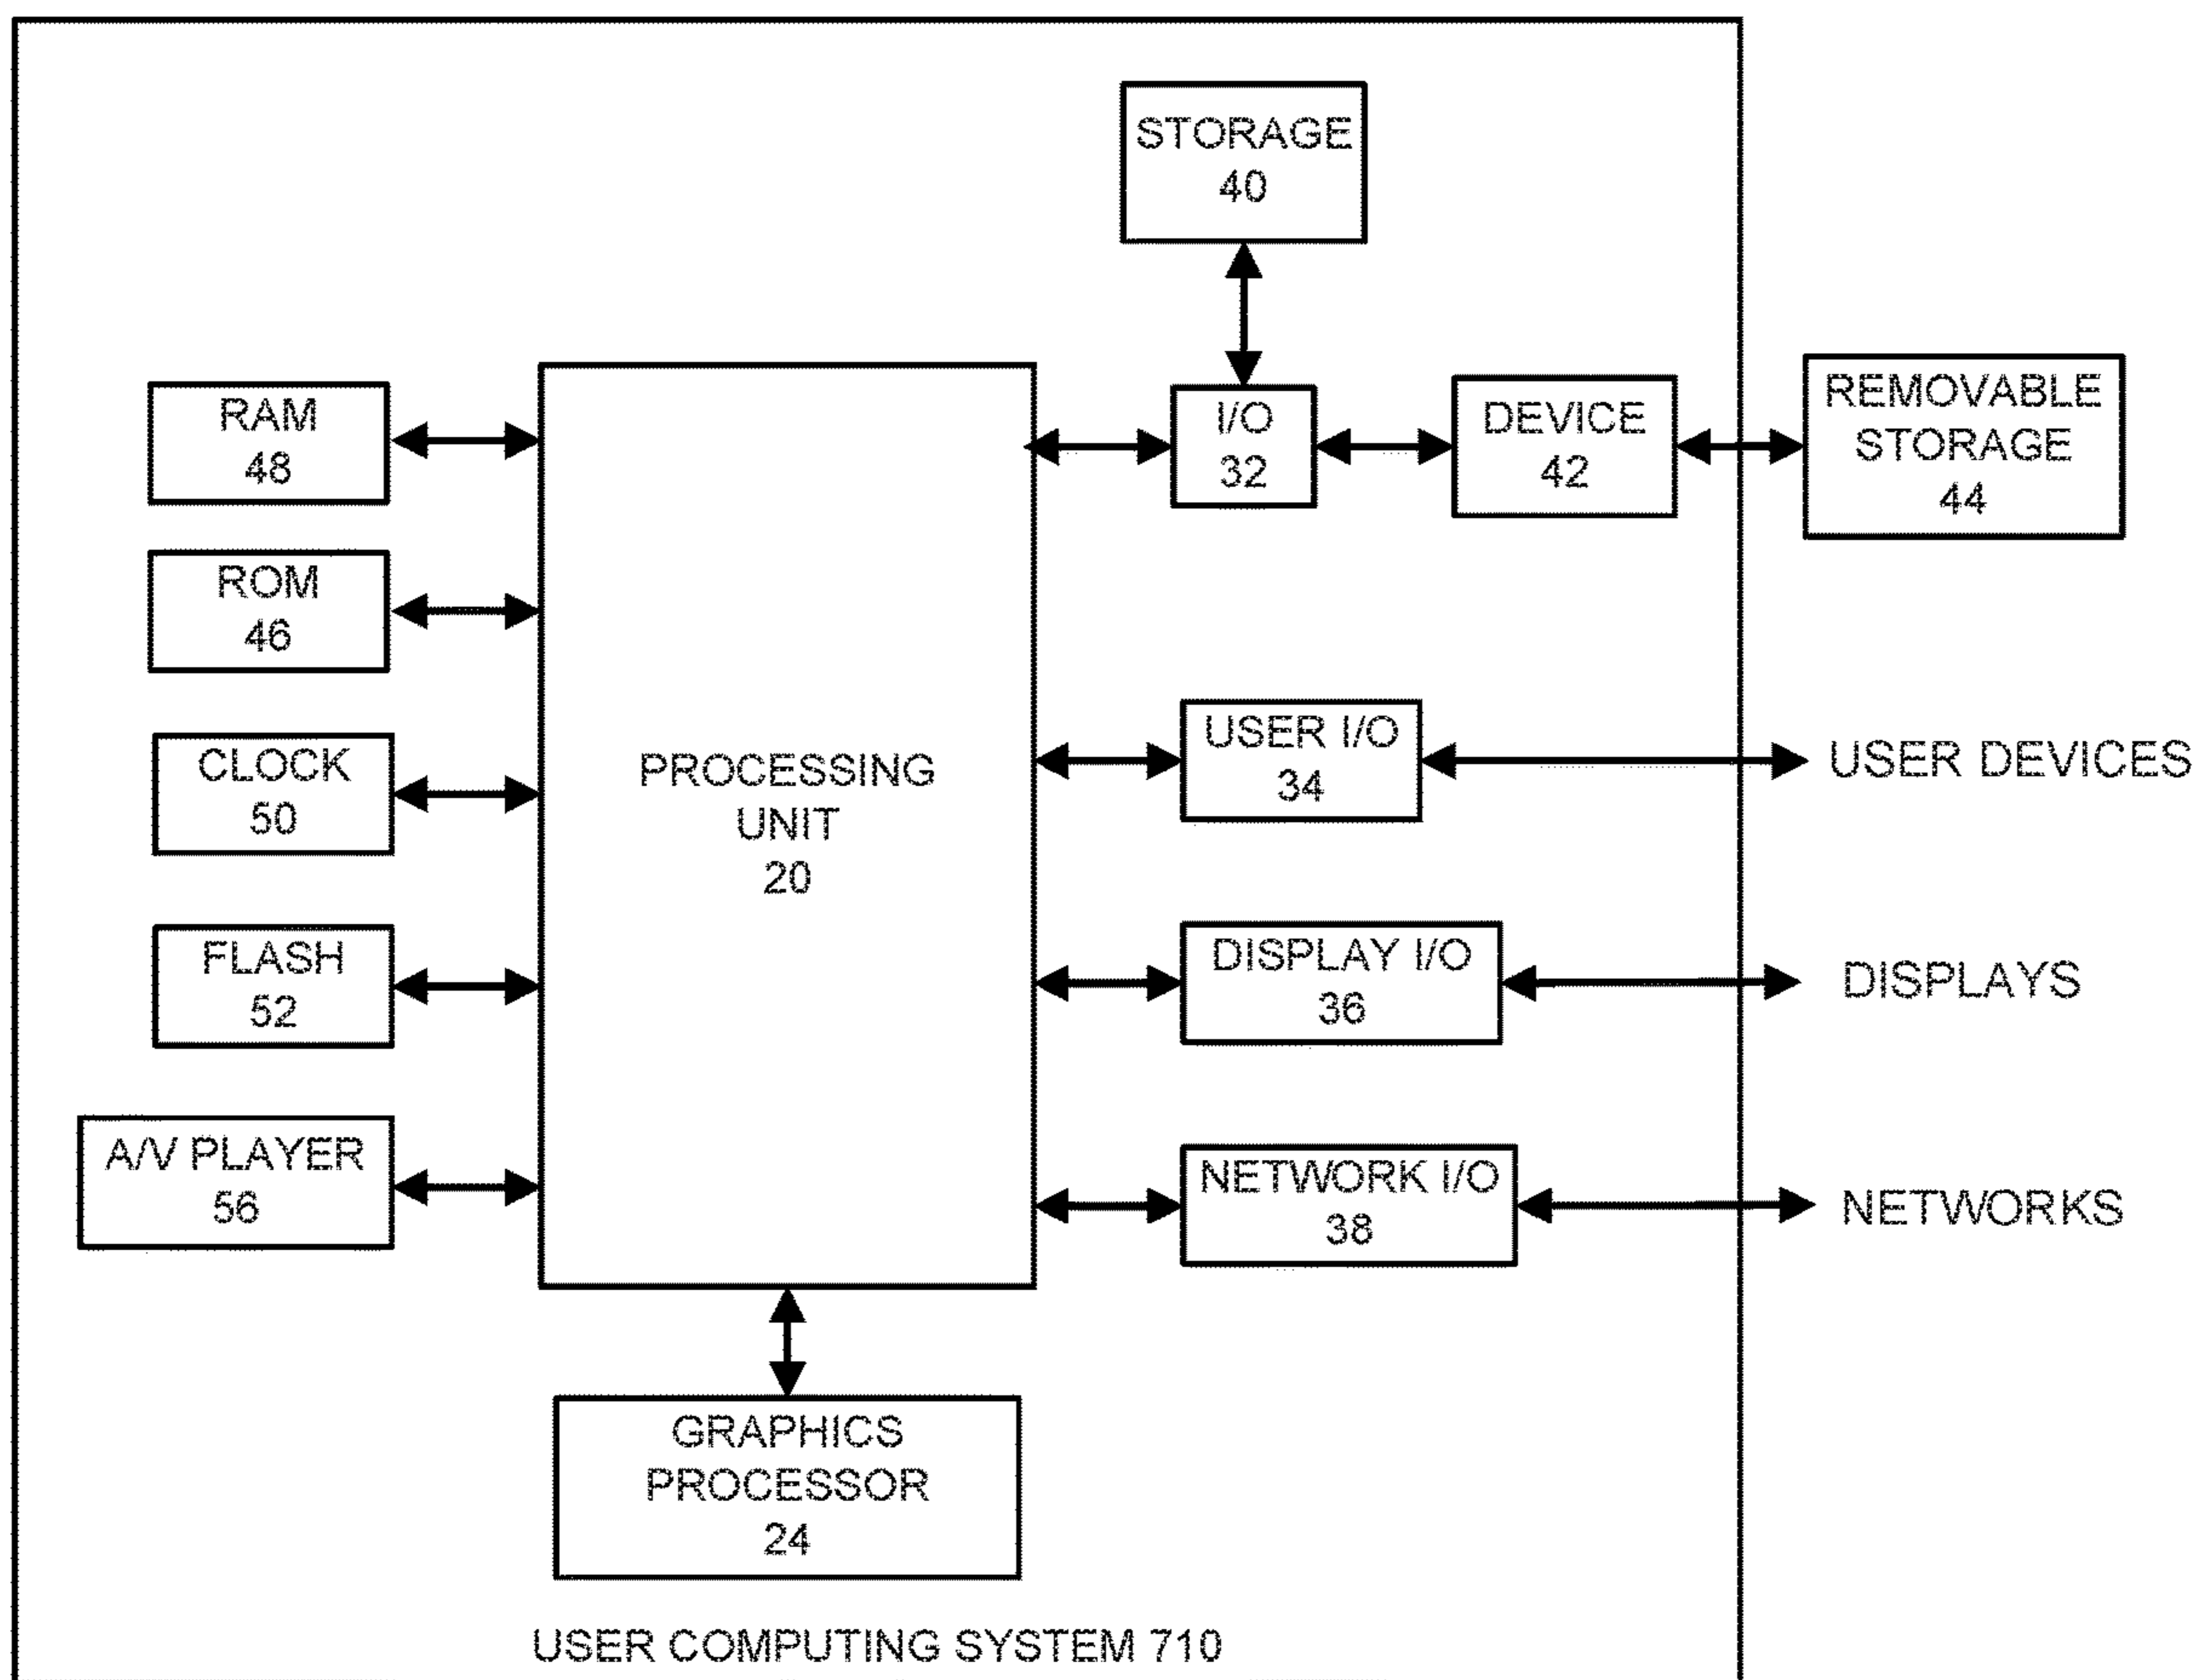 STORAGE
40
RAM
48
I/O
32
DEVICE
42
REMOVABLE
STORAGE
44
ROM
46
CLOCK
50
PROCESSING
UNIT
20
USER I/O
34
USER DEVICES
FLASH
52
DISPLAY I/O
36
DISPLAYS
A/V PLAYER
56
NETWORK I/O
38
NETWORKS
GRAPHICS
PROCESSOR
24
USER COMPUTING SYSTEM 710